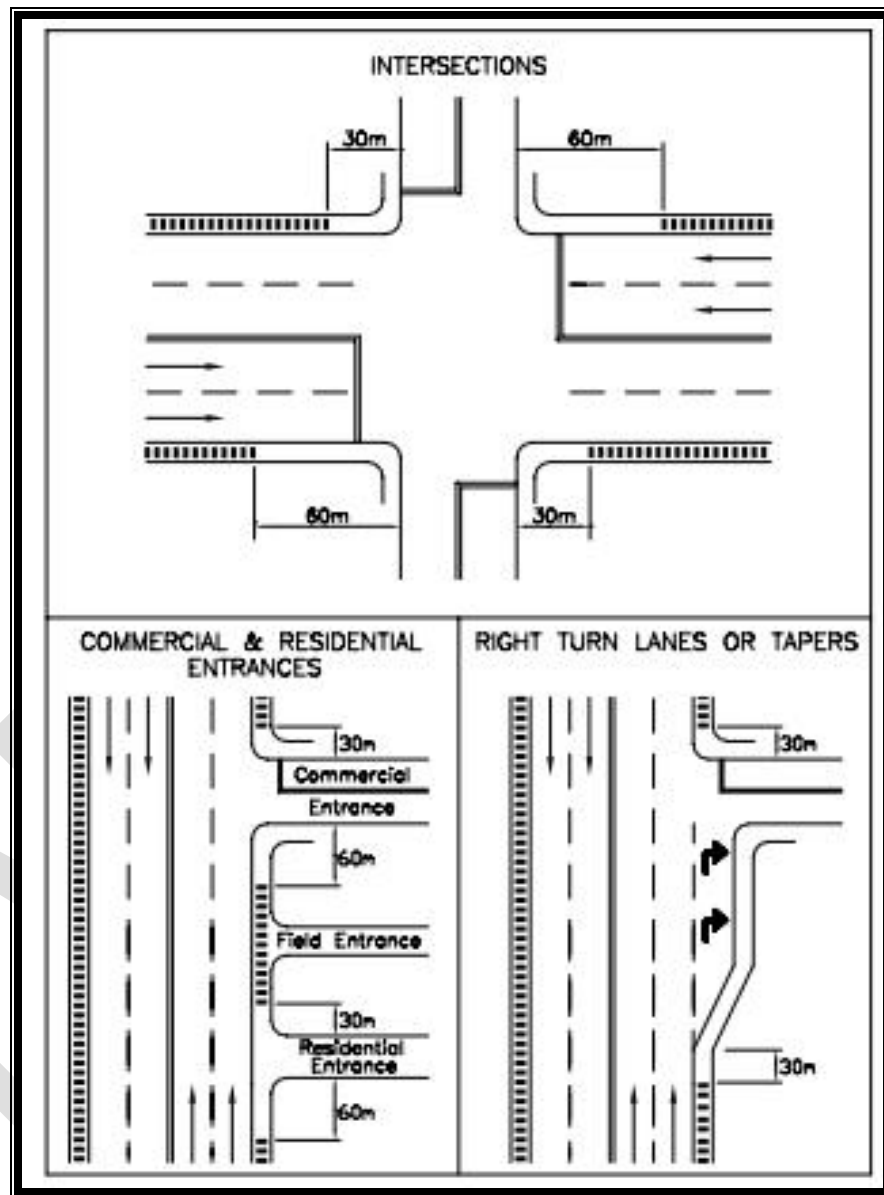 INTERSECTIONS
30m
60m
60m
30m
COMMERCIAL & RESIDENTIAL
ENTRANCES
30m
Commercial
Entrance
60m
Field Entrance
30m
Residential
Entrance
60m
RIGHT TURN LANES OR TAPERS
30m
30m